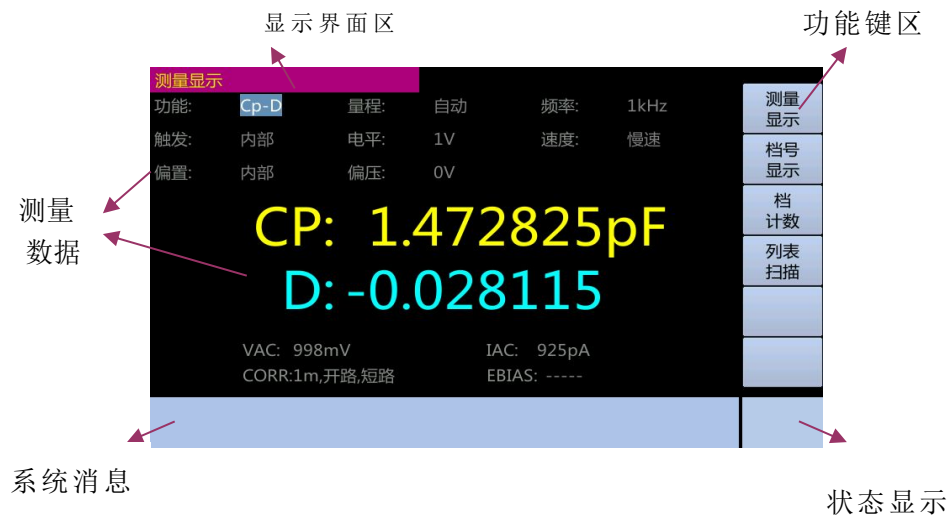 显示界面区
功能键区
测量显示
功能: Cp-D 量程: 自动 频率: 1kHz
触发: 内部 电平: 1V 速度: 慢速
偏置: 内部 偏压: 0V
测量
显示
档号
显示
档
计数
列表
扫描
测量
数据
CP: 1.472825pF
D: -0.028115
VAC: 998mV IAC: 925pA
CORR:1m,开路,短路 EBIAS: -----
系统消息
状态显示